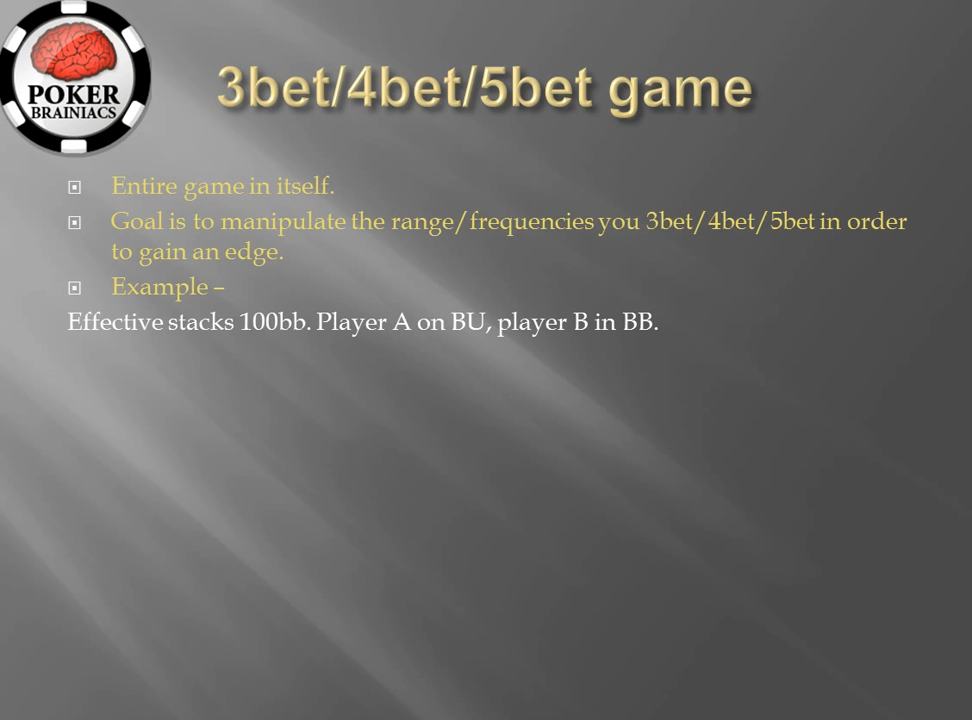 POKER
BRAINIACS
3bet/4bet/5bet game
Entire game in itself.
Goal is to manipulate the range/frequencies you 3bet/4bet/5bet in order
to gain an edge.
Example –
Effective stacks 100bb. Player A on BU, player B in BB.